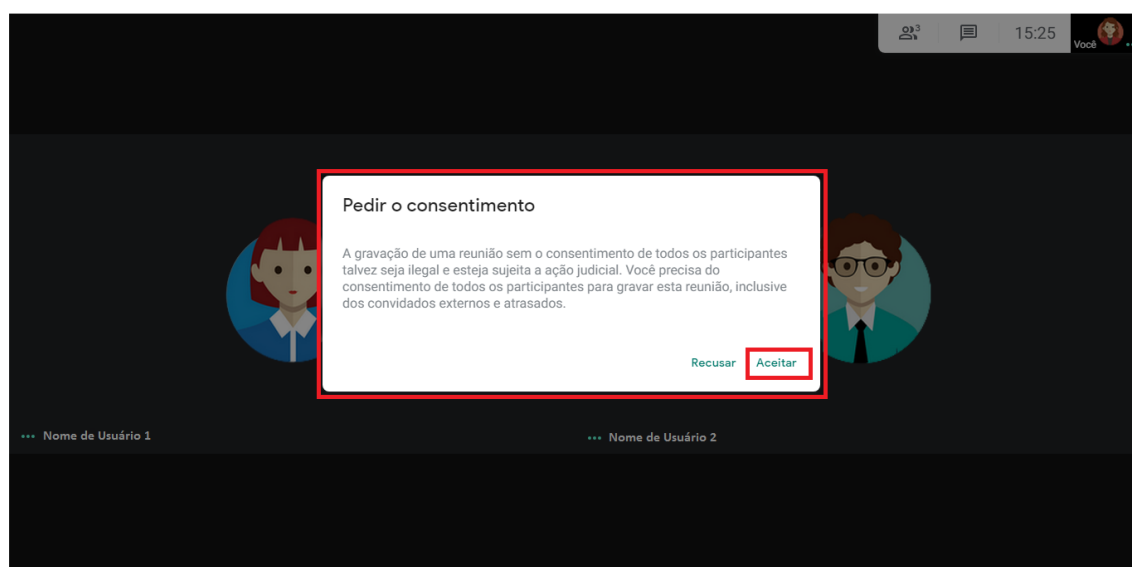 3
15:25
Você
Pedir o consentimento
A gravação de uma reunião sem o consentimento de todos os participantes
talvez seja ilegal e esteja sujeita a ação judicial. Você precisa do
consentimento de todos os participantes para gravar esta reunião, inclusive
dos convidados externos e atrasados.
Recusar Aceitar
Nome de Usuário 1
Nome de Usuário 2